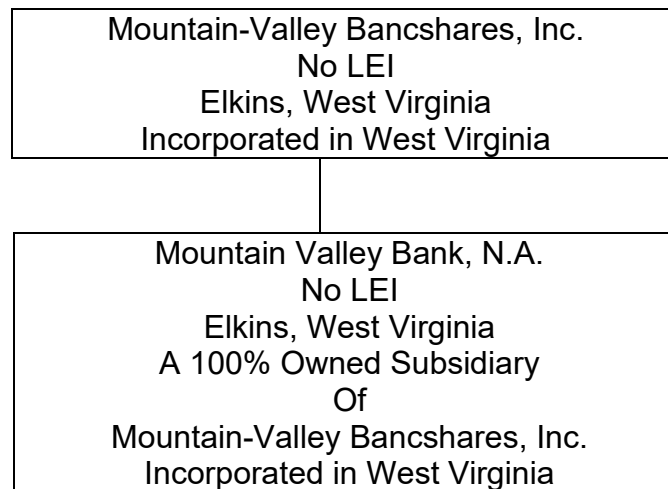 Mountain-Valley Bancshares, Inc.
No LEI
Elkins, West Virginia
Incorporated in West Virginia
Mountain Valley Bank, N.A.
No LEI
Elkins, West Virginia
A 100% Owned Subsidiary
Of
Mountain-Valley Bancshares, Inc.
Incorporated in West Virginia